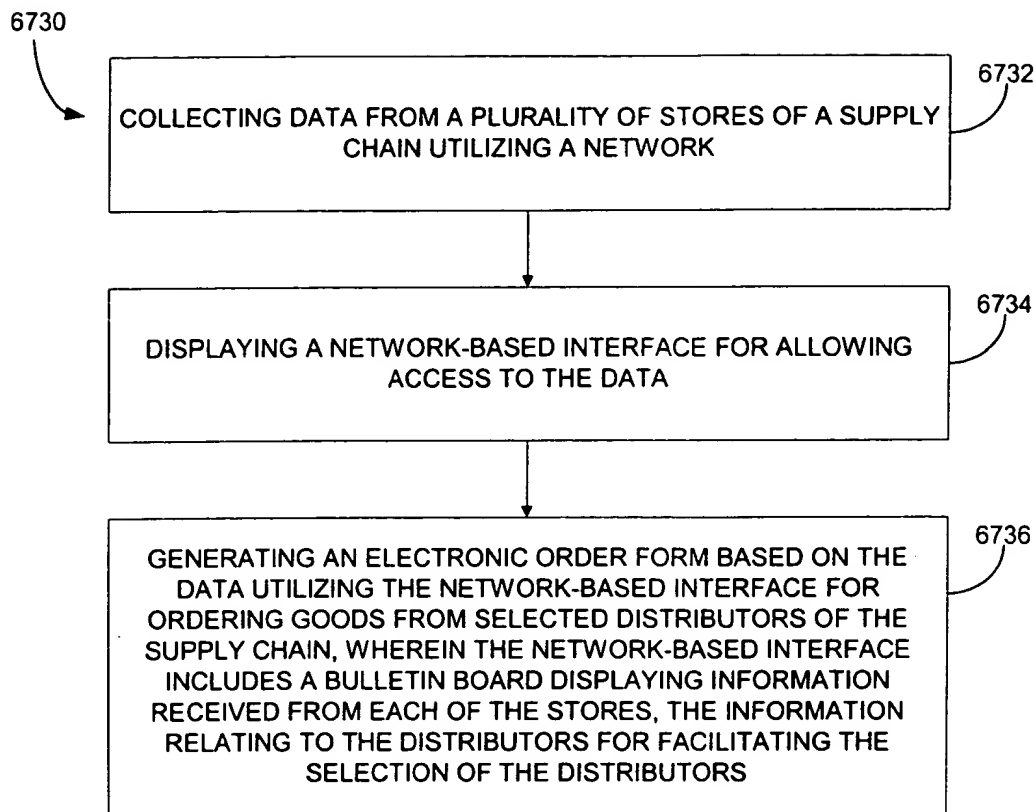 6730
6732
COLLECTING DATA FROM A PLURALITY OF STORES OF A SUPPLY
CHAIN UTILIZING A NETWORK
6734
DISPLAYING A NETWORK-BASED INTERFACE FOR ALLOWING
ACCESS TO THE DATA
6736
GENERATING AN ELECTRONIC ORDER FORM BASED ON THE
DATA UTILIZING THE NETWORK-BASED INTERFACE FOR
ORDERING GOODS FROM SELECTED DISTRIBUTORS OF THE
SUPPLY CHAIN, WHEREIN THE NETWORK-BASED INTERFACE
INCLUDES A BULLETIN BOARD DISPLAYING INFORMATION
RECEIVED FROM EACH OF THE STORES, THE INFORMATION
RELATING TO THE DISTRIBUTORS FOR FACILITATING THE
SELECTION OF THE DISTRIBUTORS